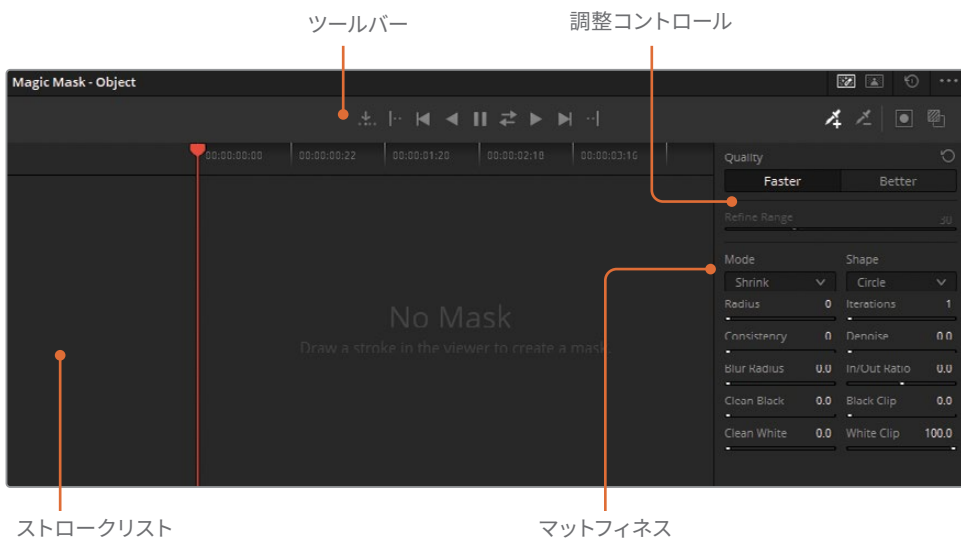 ツールバー
調整コントロール
Magic Mask - Object
00:00:00:00 00:00:00:22 00:00:01:20 00:00:02:18 00:00:03:16
Quality
Faster Better
Refine Range 30
Mode Shape
Shrink Circle
Radius 0 Iterations 1
Consistency 0 Denoise 0.0
Blur Radius 0.0 In/Out Ratio 0.0
Clean Black 0.0 Black Clip 0.0
Clean White 0.0 White Clip 100.0
No Mask
Draw a stroke in the viewer to create a mask.
ストロークリスト
マットフィネス